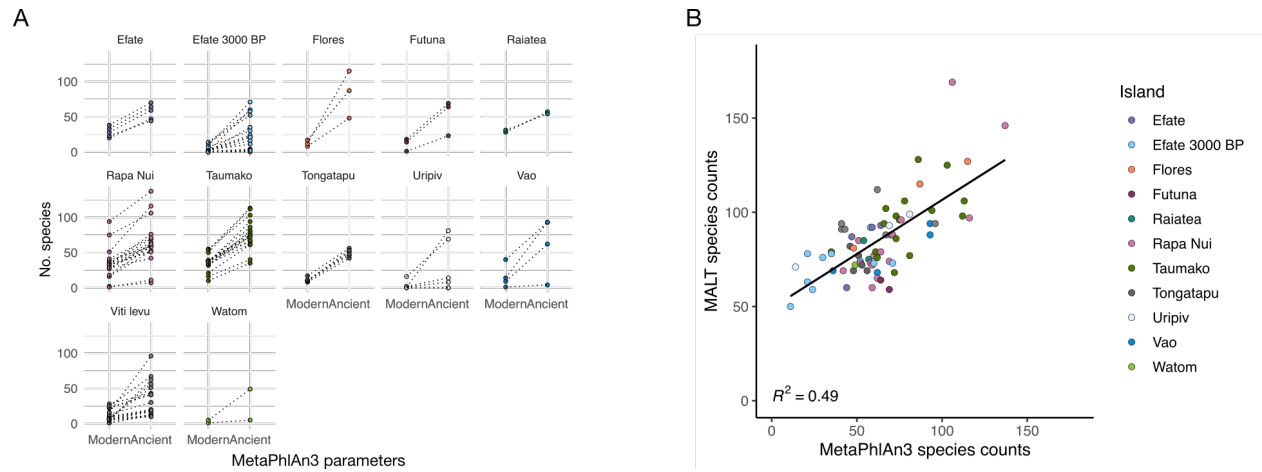 A
Efate Efate 3000 BP Flores Futuna Raiatea
100
50
0
Rapa Nui Taumako Tongatapu Uripiv Vao
100
50
0
ModernAncient ModernAncient ModernAncient
Viti levu Watom
100
50
0
ModernAncient ModernAncient
No. species
MetaPhlAn3 parameters
B
MALT species counts
150
100
50
0
R² = 0.49
0 50 100 150
MetaPhlAn3 species counts
Island
Efate
Efate 3000 BP
Flores
Futuna
Raiatea
Rapa Nui
Taumako
Tongatapu
Uripiv
Vao
Watom